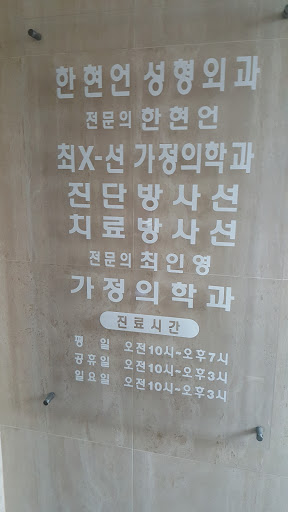 한현언 성형외과
전문의 한현언
최X-선 가정의학과
진단방사선
치료방사선
전문의 최인영
가정의학과
진료시간
평 일 오전10시~오후7시
공휴일 오전10시~오후3시
일요일 오전10시~오후3시